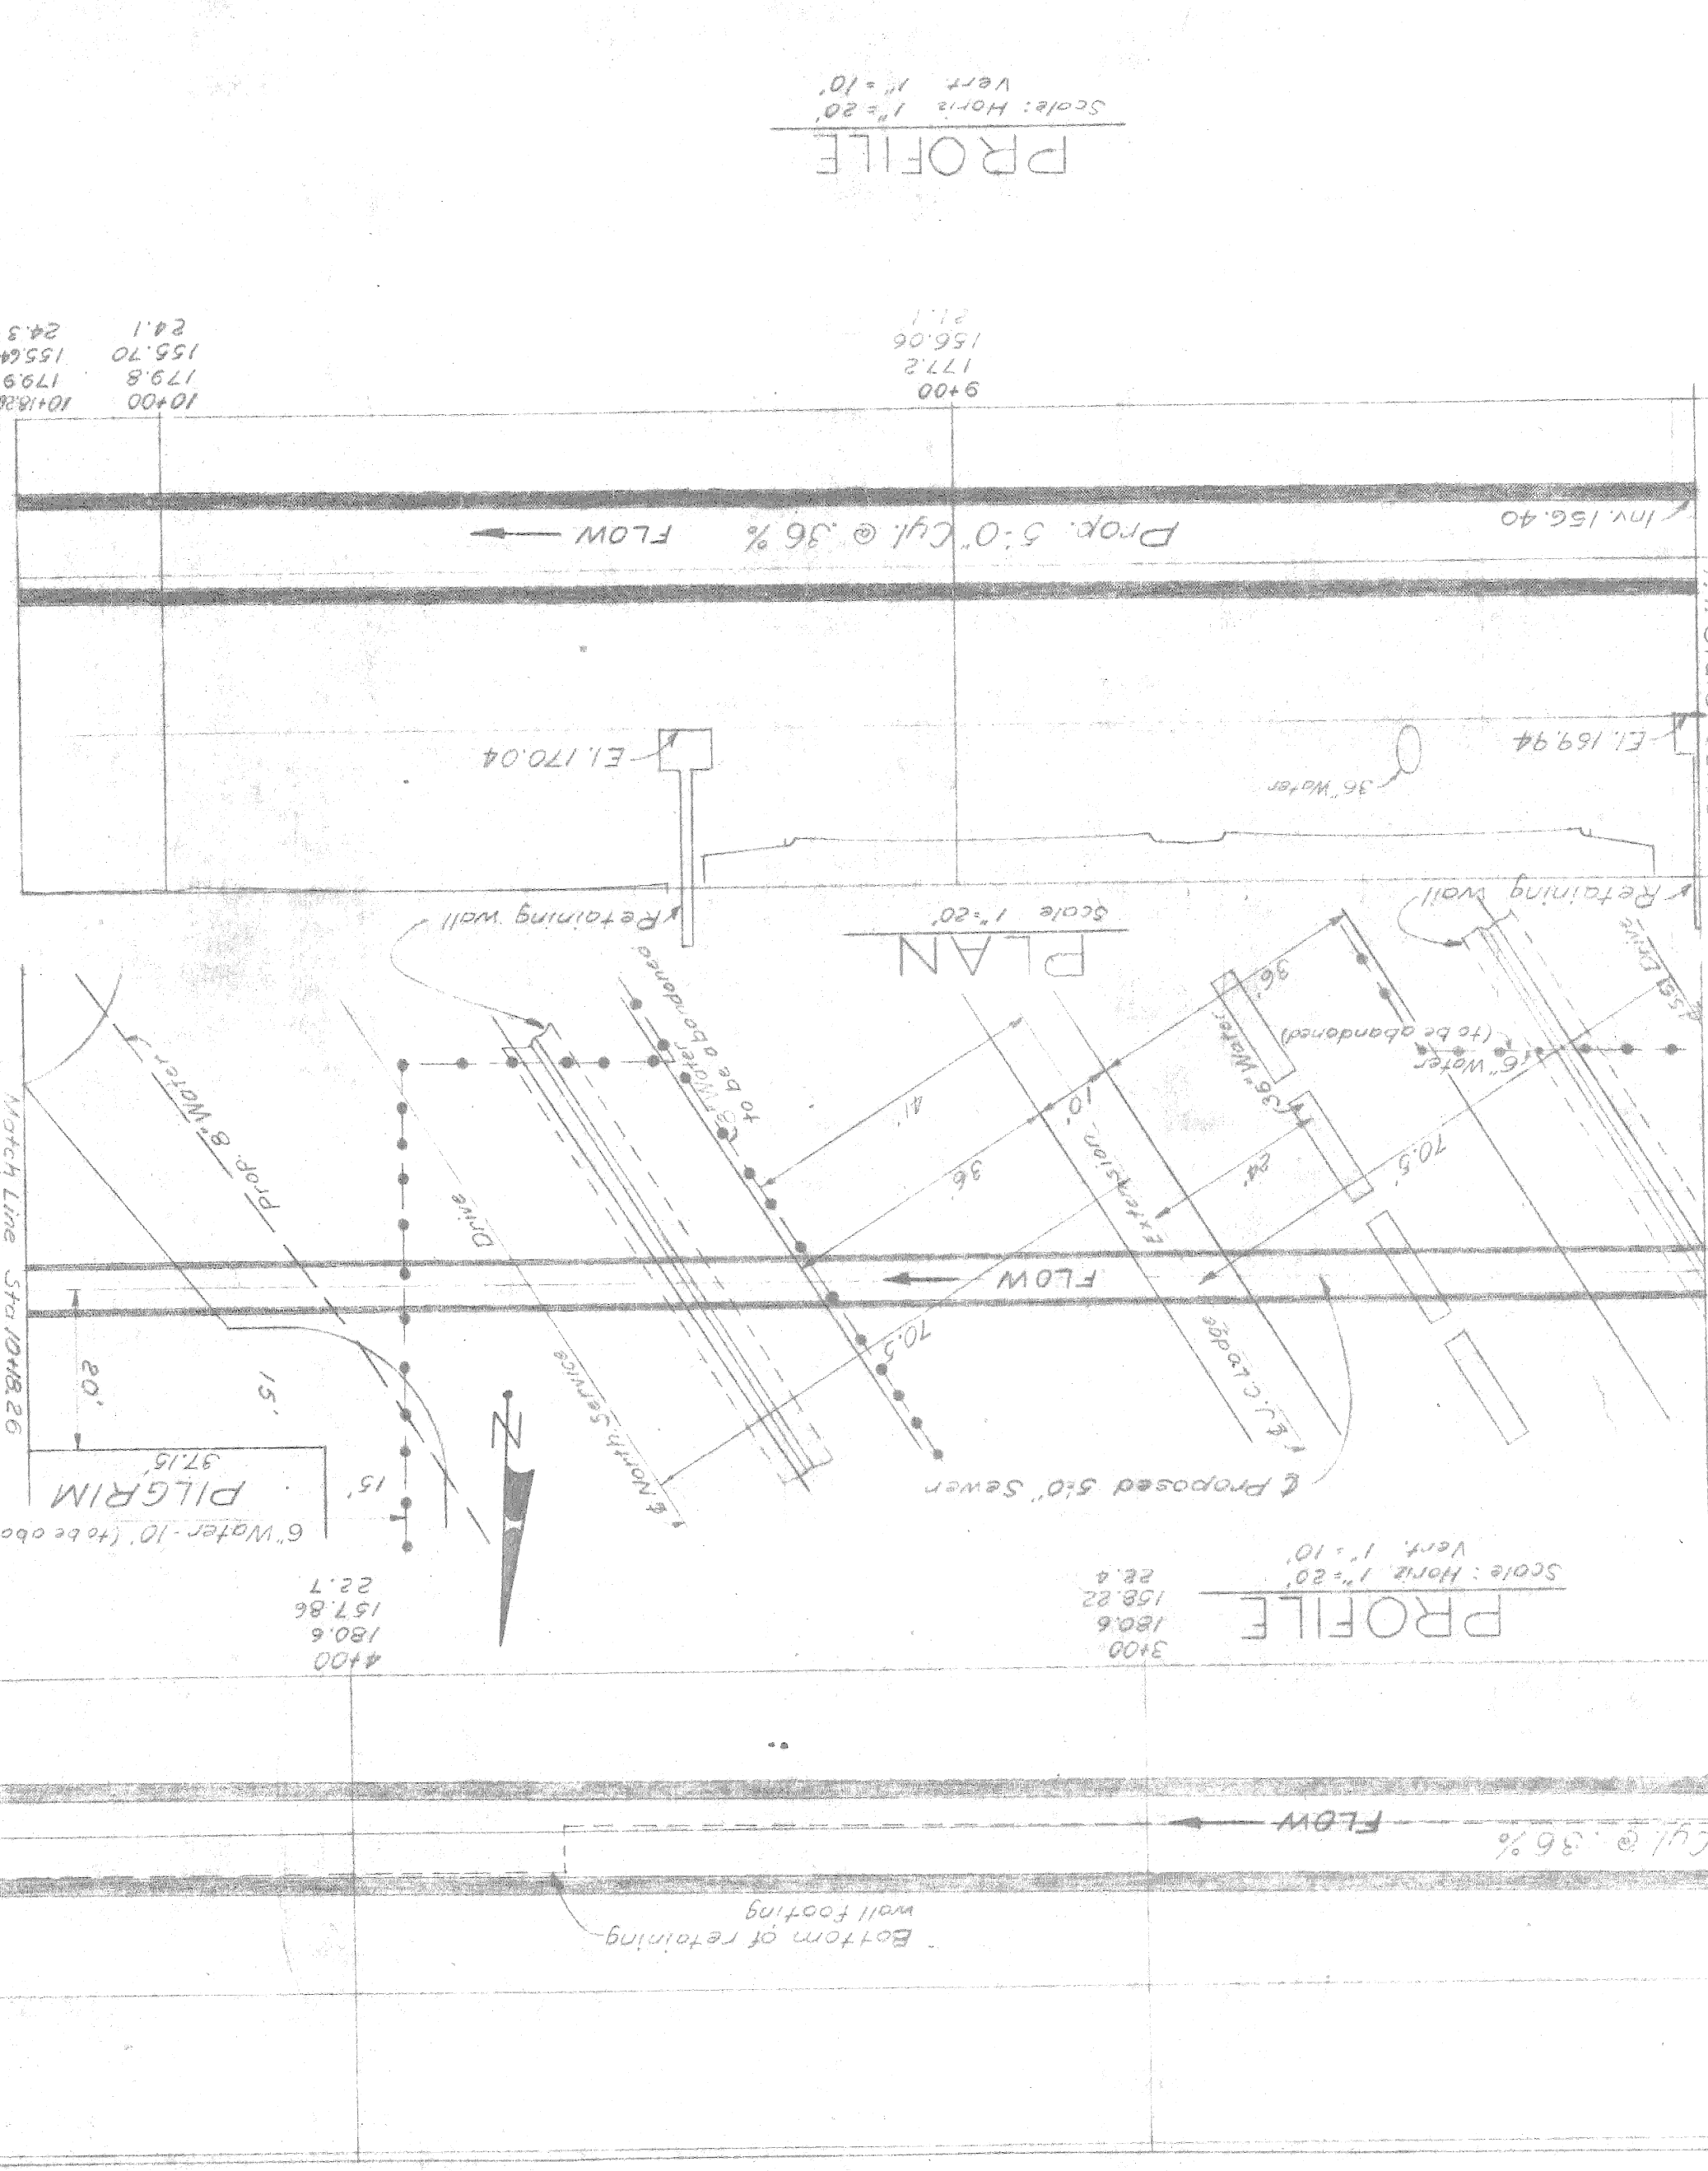 Bottom of retaining
wall footing
Cyl. @ .36%
FLOW
3+00
180.6
158.22
22.4
4+00
180.6
157.86
22.7
PROFILE
Scale: Horiz. 1"=20'
Vert. 1"=10'
6" Water-10' (to be aba
PILGRIM
37.15'
15'
20'
15'
Match Line Sta. 10+18.26
N
℄ Proposed 5'-0" Sewer
℄ North Service
Drive
℄ J.C. Lodge
Extension
70.5'
FLOW
70.5'
36'
41'
10'
24'
36'
Prop. 8" Water
8" Water
to be abandoned
36" Water
6" Water
(to be abandoned)
Drive
Retaining wall
Retaining wall
PLAN
Scale 1"=20'
36" Water
El. 169.94
El. 170.04
Inv. 156.40
Prop. 5'-0" Cyl. @ .36%
FLOW
9+00
177.2
156.06
21.1
10+00
179.8
155.70
24.1
10+18.26
179.9
155.64
24.3
PROFILE
Scale: Horiz 1"=20'
Vert 1"=10'